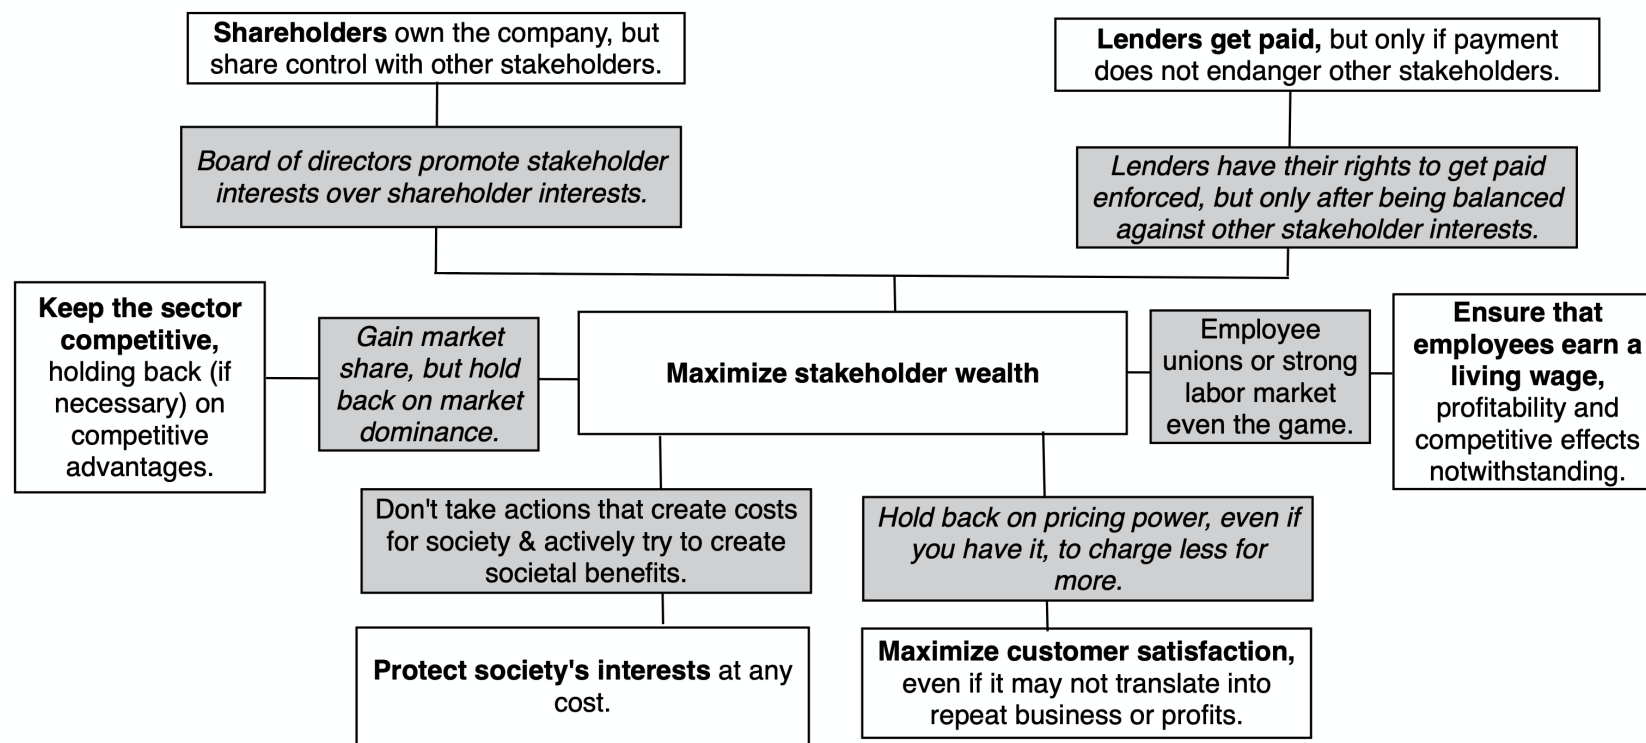 Shareholders own the company, but
share control with other stakeholders.
Lenders get paid, but only if payment
does not endanger other stakeholders.
Board of directors promote stakeholder
interests over shareholder interests.
Lenders have their rights to get paid
enforced, but only after being balanced
against other stakeholder interests.
Keep the sector
competitive,
holding back (if
necessary) on
competitive
advantages.
Gain market
share, but hold
back on market
dominance.
Maximize stakeholder wealth
Employee
unions or strong
labor market
even the game.
Ensure that
employees earn a
living wage,
profitability and
competitive effects
notwithstanding.
Don't take actions that create costs
for society & actively try to create
societal benefits.
Hold back on pricing power, even if
you have it, to charge less for
more.
Protect society's interests at any
cost.
Maximize customer satisfaction,
even if it may not translate into
repeat business or profits.